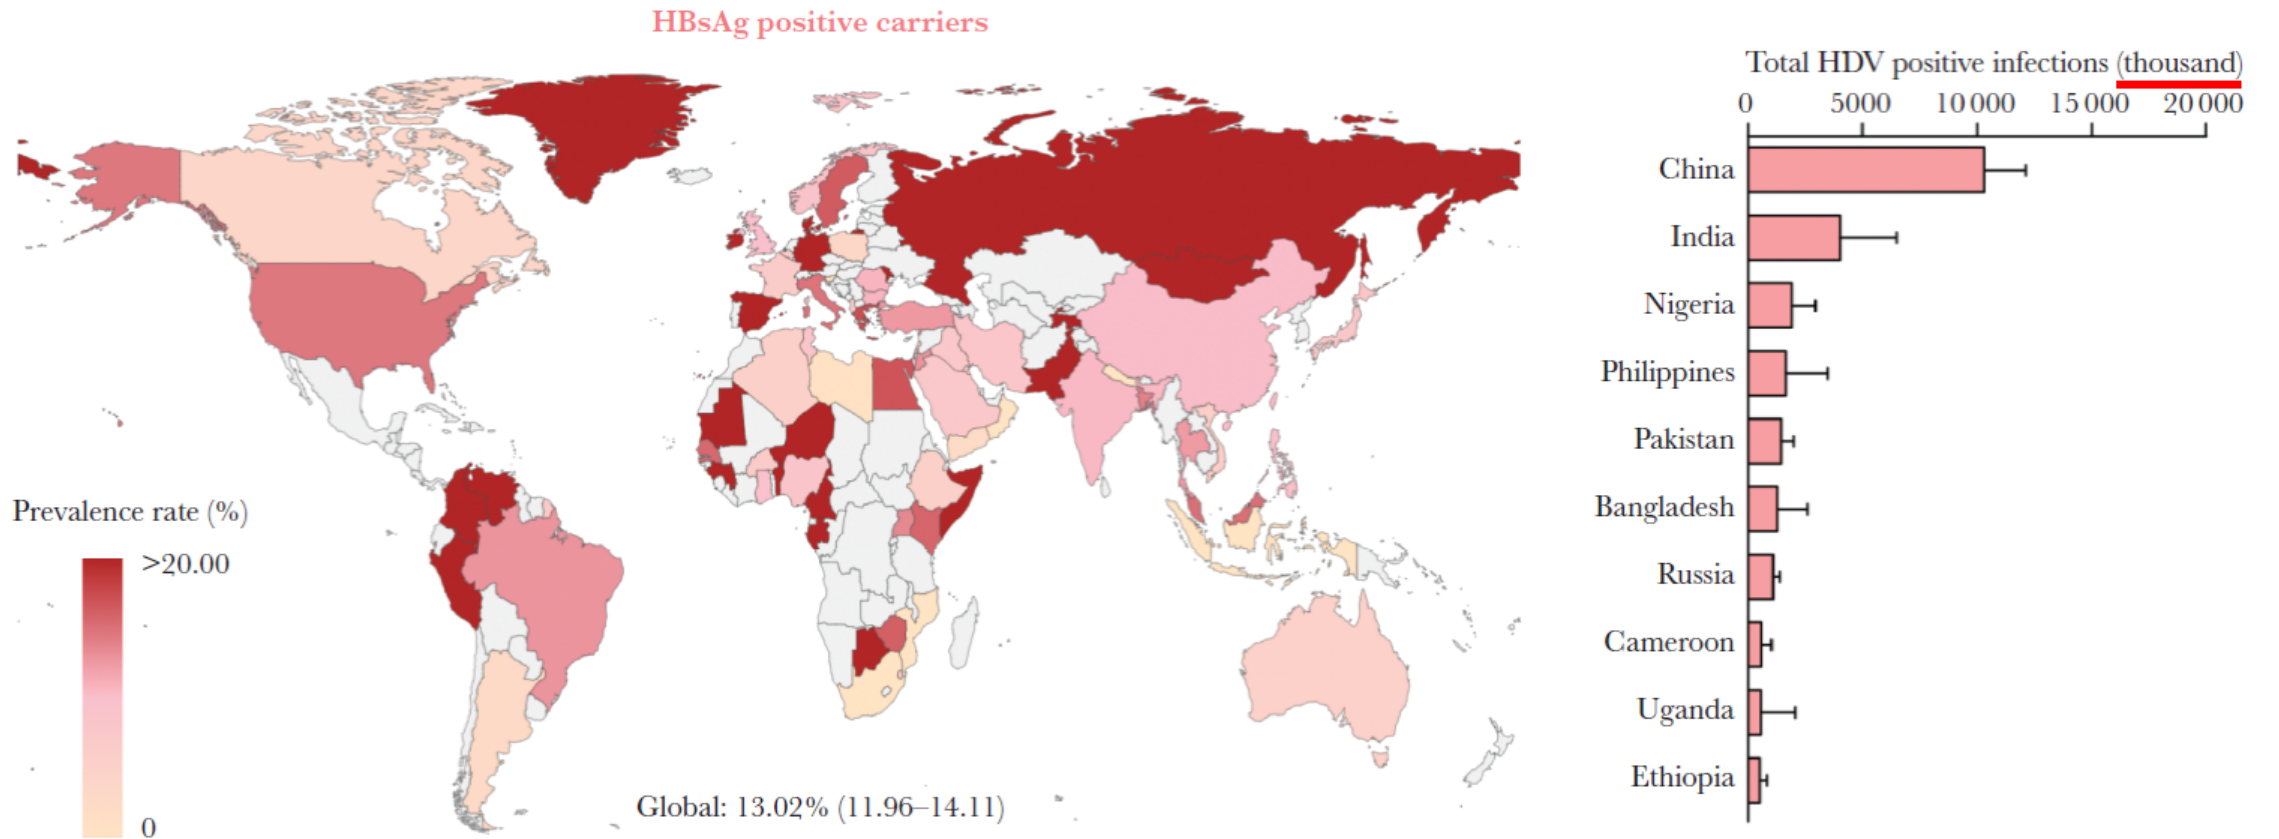 HBsAg positive carriers
Prevalence rate (%)
>20.00
0
Global: 13.02% (11.96–14.11)
Total HDV positive infections (thousand)
0 5000 10 000 15 000 20 000
China
India
Nigeria
Philippines
Pakistan
Bangladesh
Russia
Cameroon
Uganda
Ethiopia